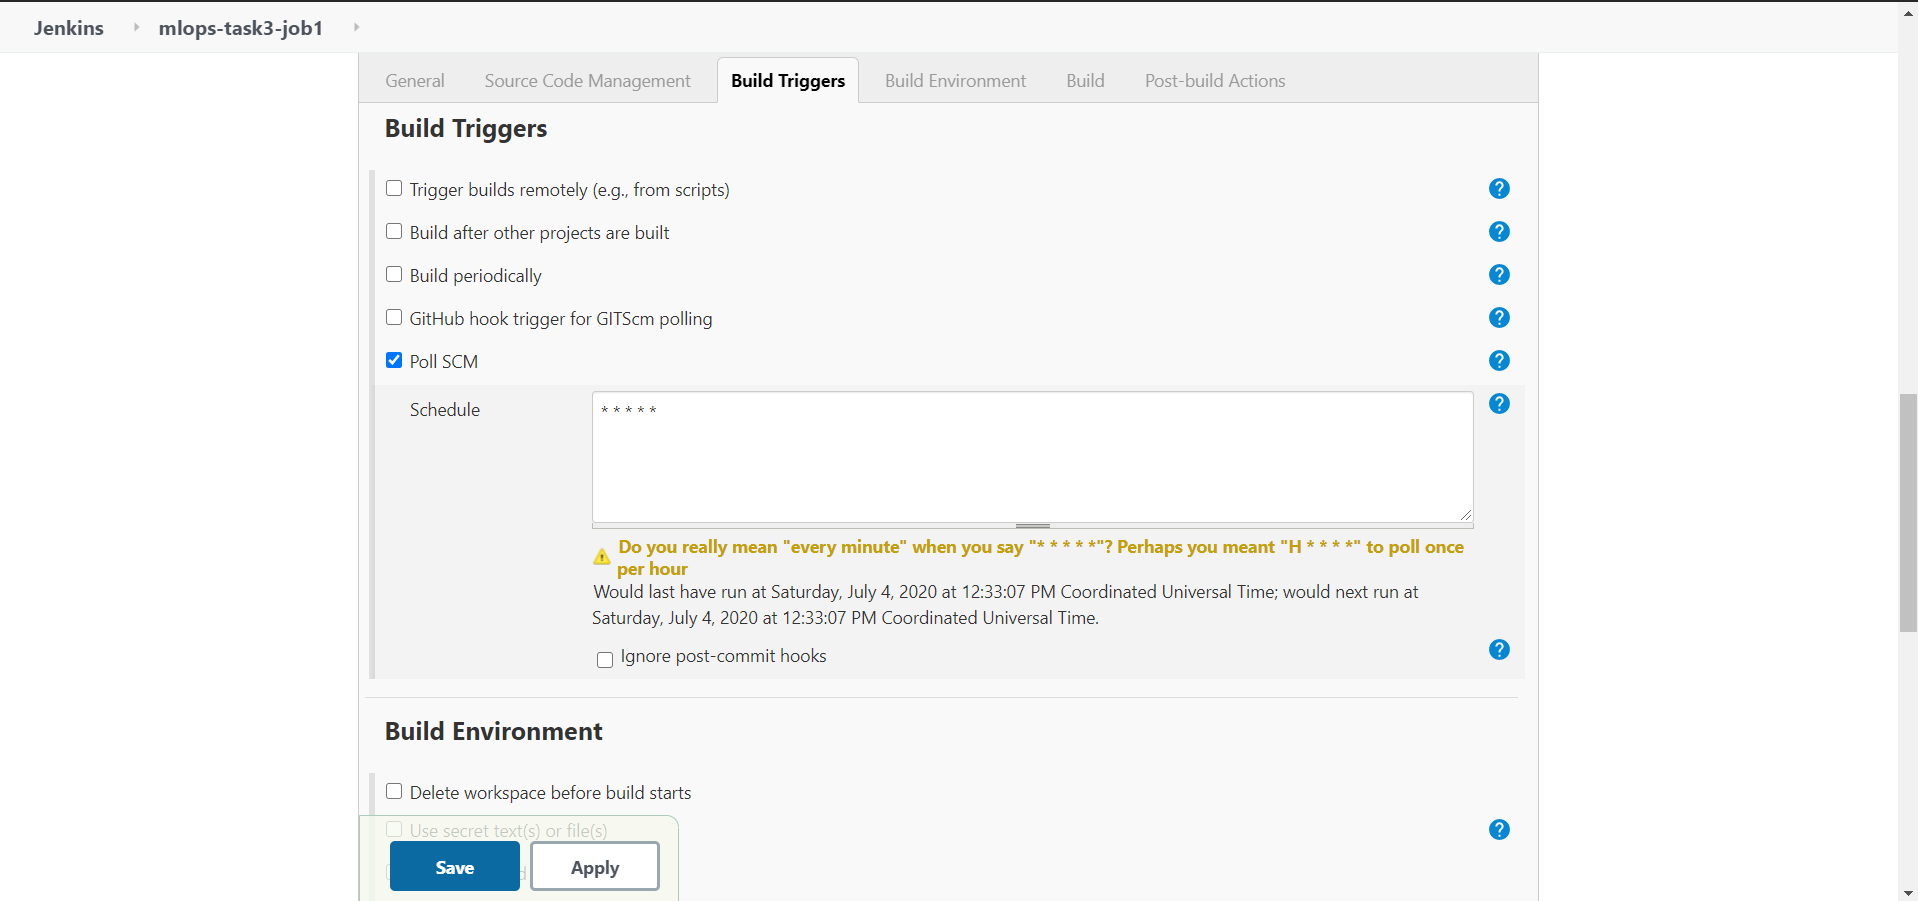 Jenkins mlops-task3-job1
General Source Code Management Build Triggers Build Environment Build Post-build Actions
Build Triggers
Trigger builds remotely (e.g., from scripts)
Build after other projects are built
Build periodically
GitHub hook trigger for GITScm polling
Poll SCM
Schedule
* * * * *
Do you really mean "every minute" when you say "* * * * *"? Perhaps you meant "H * * * *" to poll once
per hour
Would last have run at Saturday, July 4, 2020 at 12:33:07 PM Coordinated Universal Time; would next run at
Saturday, July 4, 2020 at 12:33:07 PM Coordinated Universal Time.
Ignore post-commit hooks
Build Environment
Delete workspace before build starts
Use secret text(s) or file(s)
Save Apply